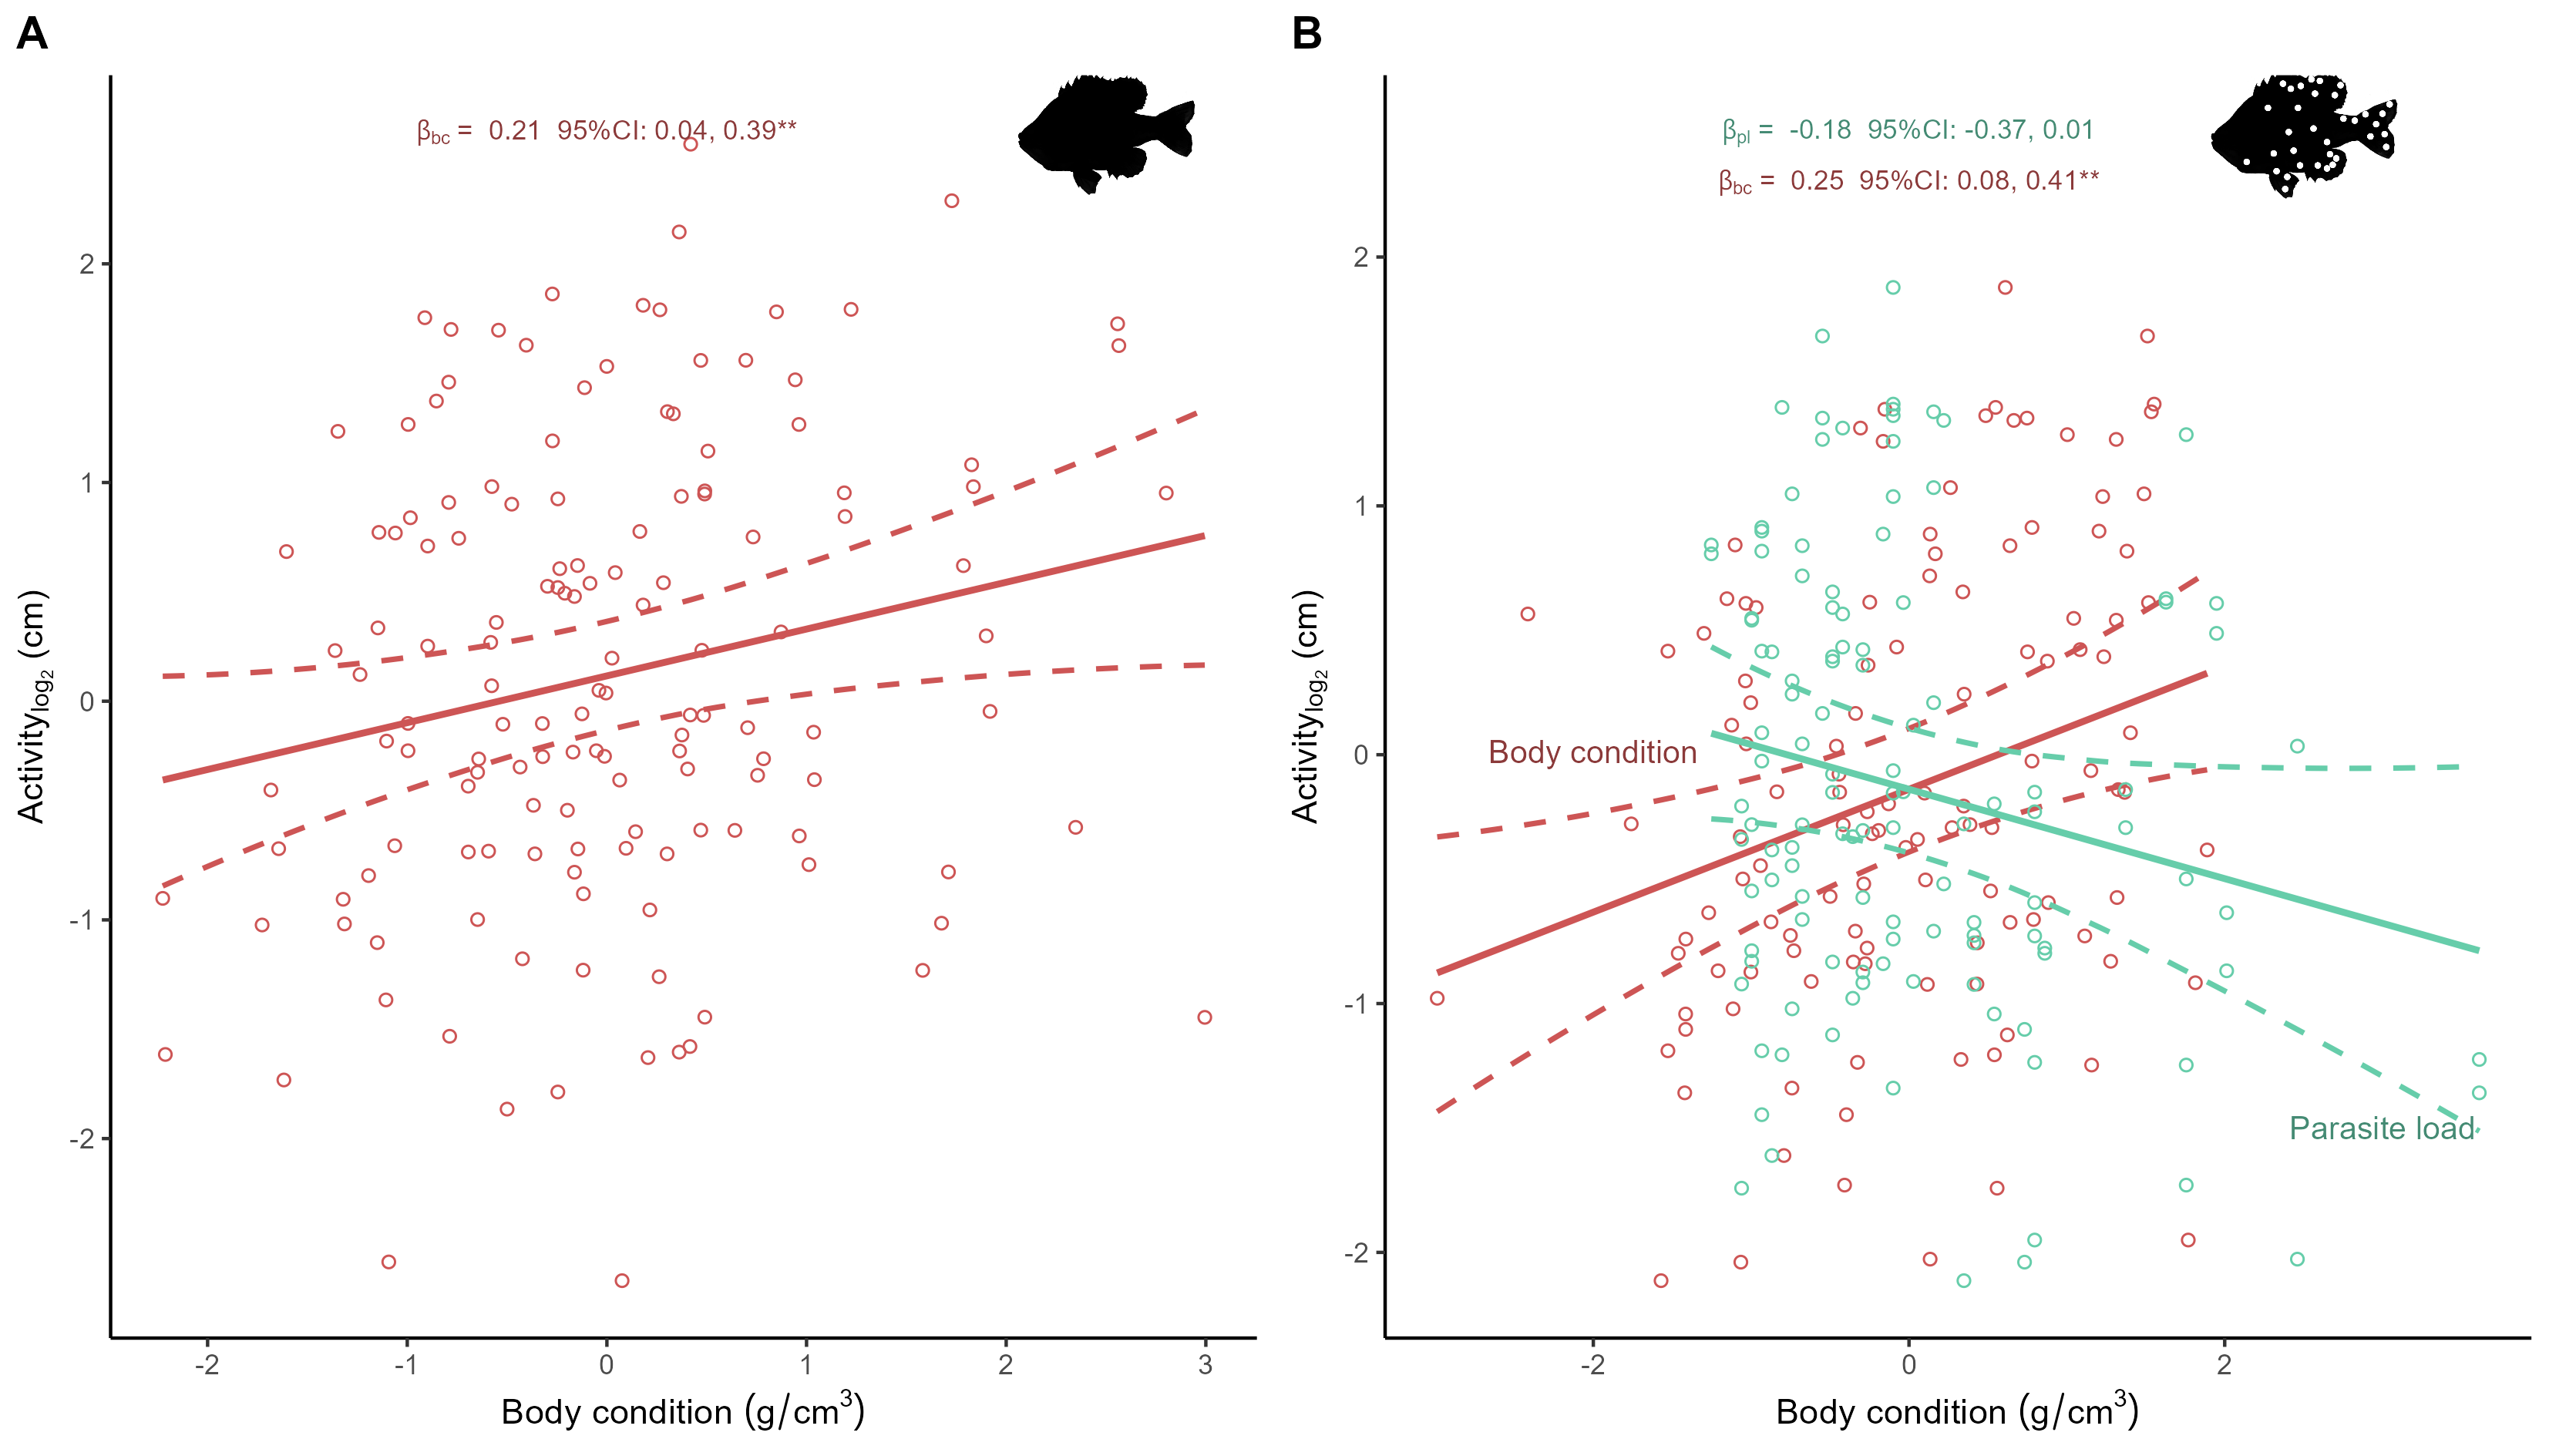 A
βbc = 0.21 95%CI: 0.04, 0.39**
2
1
0
-1
-2
-2 -1 0 1 2 3
Activitylog2 (cm)
Body condition (g/cm3)
B
βpl = -0.18 95%CI: -0.37, 0.01
βbc = 0.25 95%CI: 0.08, 0.41**
2
1
0
-1
-2
Body condition
Parasite load
-2 0 2
Activitylog2 (cm)
Body condition (g/cm3)